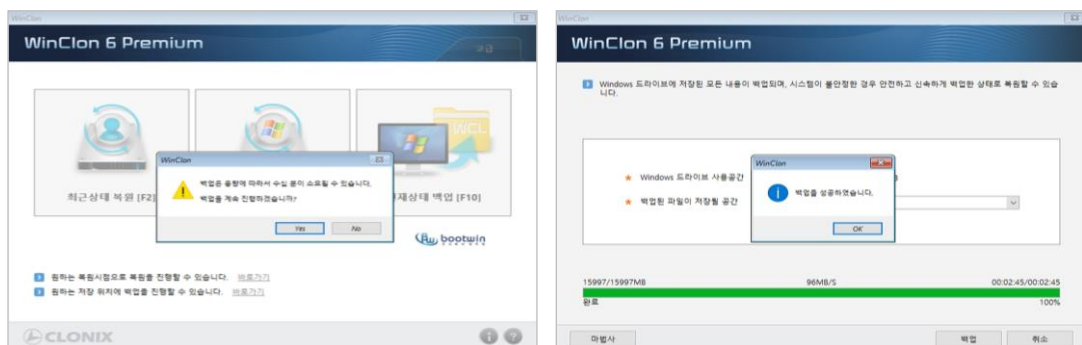 WinClon
WinClon 6 Premium
WinClon
백업은 용량에 따라서 수십 분이 소요될 수 있습니다.
백업을 계속 진행하겠습니까?
Yes
No
최근상태 복원 [F2]
현재상태 백업 [F10]
WCL
bootwin
원하는 복원시점으로 복원을 진행할 수 있습니다. 바로가기
원하는 저장 위치에 백업을 진행할 수 있습니다. 바로가기
CLONIX
WinClon
WinClon 6 Premium
Windows 드라이브에 저장된 모든 내용이 백업되며, 시스템이 불안정한 경우 안전하고 신속하게 백업한 상태로 복원할 수 있습
니다.
Windows 드라이브 사용공간
백업된 파일이 저장될 공간
WinClon
백업을 성공하였습니다.
OK
15997/15997MB
96MB/S
00:02:45/00:02:45
완료
100%
마법사
백업
취소